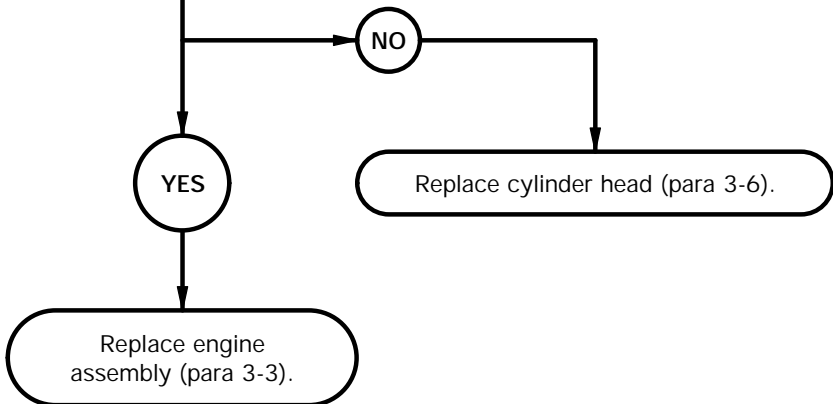 NO
YES
Replace cylinder head (para 3-6).
Replace engine
assembly (para 3-3).